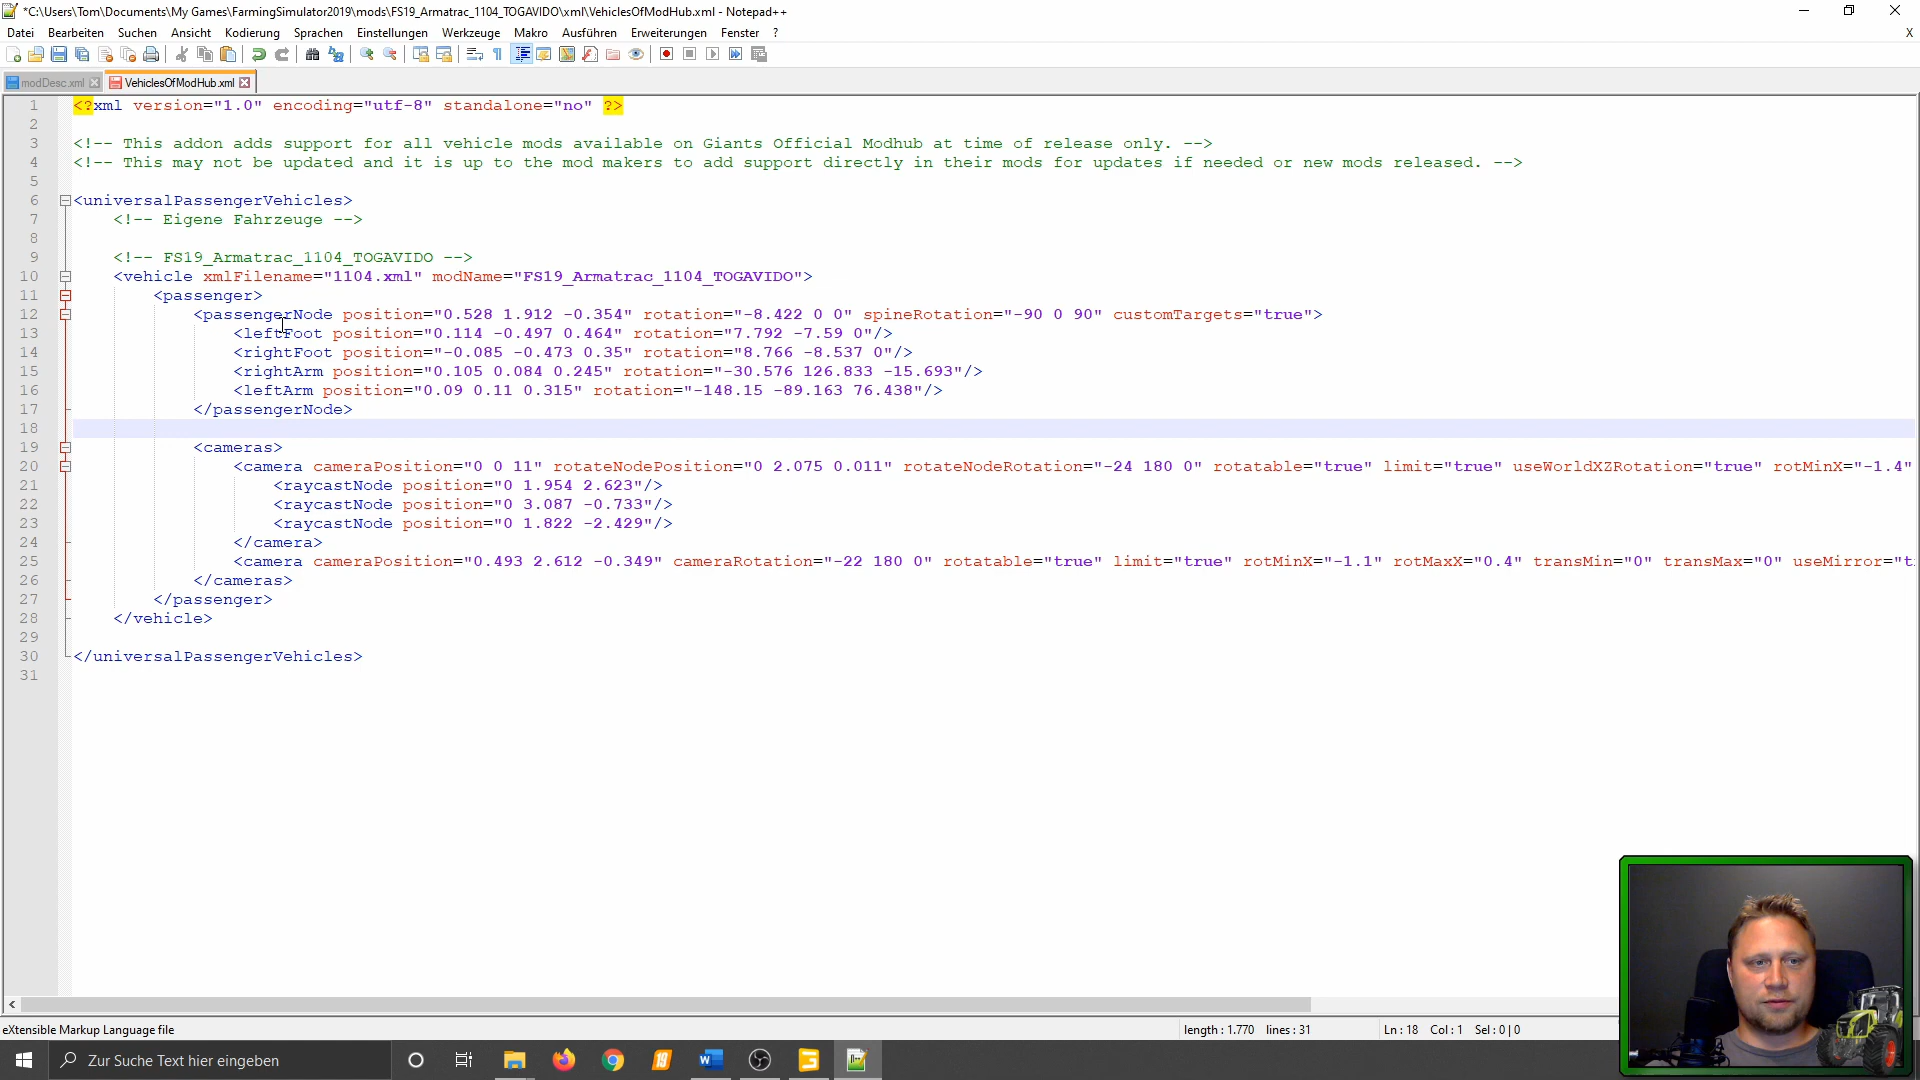 *C:\Users\Tom\Documents\My Games\FarmingSimulator2019\mods\FS19_Armatrac_1104_TOGAVIDO\xml\VehiclesOfModHub.xml - Notepad++
Datei Bearbeiten Suchen Ansicht Kodierung Sprachen Einstellungen Werkzeuge Makro Ausführen Erweiterungen Fenster ? X
modDesc.xml VehiclesOfModHub.xml
1 <?xml version="1.0" encoding="utf-8" standalone="no" ?>
2
3 <!-- This addon adds support for all vehicle mods available on Giants Official Modhub at time of release only. -->
4 <!-- This may not be updated and it is up to the mod makers to add support directly in their mods for updates if needed or new mods released. -->
5
6 <universalPassengerVehicles>
7 <!-- Eigene Fahrzeuge -->
8
9 <!-- FS19_Armatrac_1104_TOGAVIDO -->
10 <vehicle xmlFilename="1104.xml" modName="FS19_Armatrac_1104_TOGAVIDO">
11 <passenger>
12 <passengerNode position="0.528 1.912 -0.354" rotation="-8.422 0 0" spineRotation="-90 0 90" customTargets="true">
13 <leftFoot position="0.114 -0.497 0.464" rotation="7.792 -7.59 0"/>
14 <rightFoot position="-0.085 -0.473 0.35" rotation="8.766 -8.537 0"/>
15 <rightArm position="0.105 0.084 0.245" rotation="-30.576 126.833 -15.693"/>
16 <leftArm position="0.09 0.11 0.315" rotation="-148.15 -89.163 76.438"/>
17 </passengerNode>
18
19 <cameras>
20 <camera cameraPosition="0 0 11" rotateNodePosition="0 2.075 0.011" rotateNodeRotation="-24 180 0" rotatable="true" limit="true" useWorldXZRotation="true" rotMinX="-1.4"
21 <raycastNode position="0 1.954 2.623"/>
22 <raycastNode position="0 3.087 -0.733"/>
23 <raycastNode position="0 1.822 -2.429"/>
24 </camera>
25 <camera cameraPosition="0.493 2.612 -0.349" cameraRotation="-22 180 0" rotatable="true" limit="true" rotMinX="-1.1" rotMaxX="0.4" transMin="0" transMax="0" useMirror="t
26 </cameras>
27 </passenger>
28 </vehicle>
29
30 </universalPassengerVehicles>
31
eXtensible Markup Language file length : 1.770 lines : 31 Ln : 18 Col : 1 Sel : 0 | 0
Zur Suche Text hier eingeben